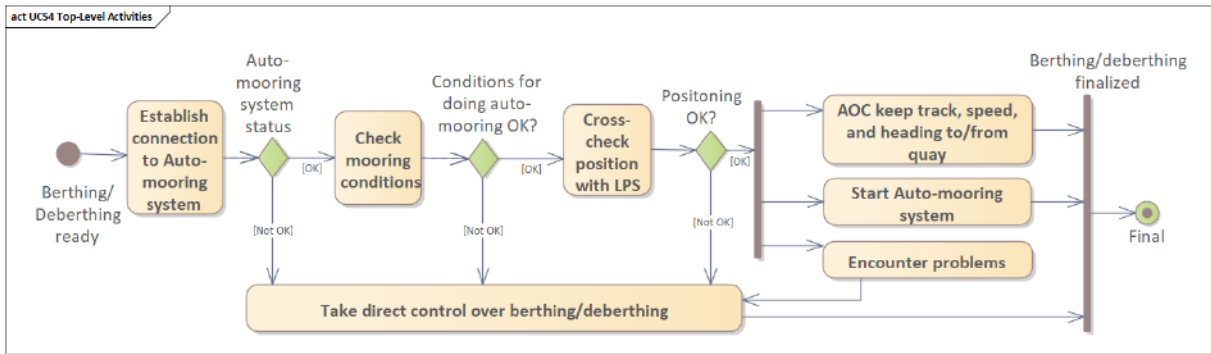 act UCS4 Top-Level Activities
Auto-
mooring
system
status
Conditions for
doing auto-
mooring OK?
Positoning
OK?
Berthing/deberthing
finalized
Establish
connection
to Auto-
mooring
system
Check
mooring
conditions
Cross-
check
position
with LPS
AOC keep track, speed,
and heading to/from
quay
[OK]
[OK]
[OK]
Berthing/
Deberthing
ready
Start Auto-mooring
system
Final
[Not OK]
[Not OK]
[Not OK]
Encounter problems
Take direct control over berthing/deberthing